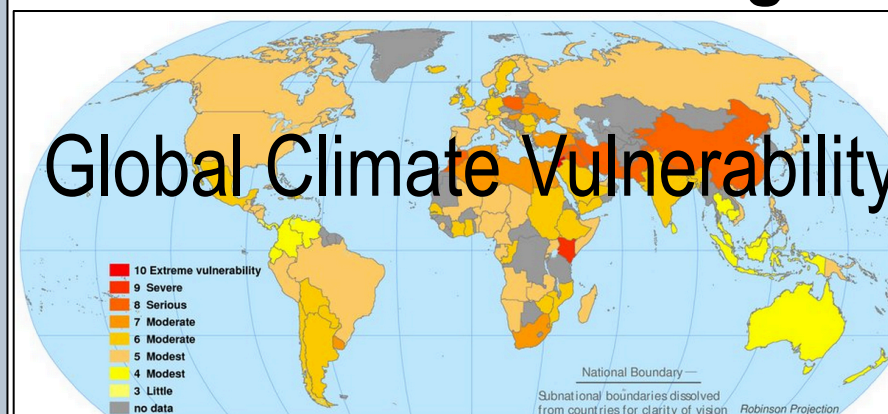 Global Climate Vulnerability
10 Extreme vulnerability
9 Severe
8 Serious
7 Moderate
6 Moderate
5 Modest
4 Modest
3 Little
no data
National Boundary
Subnational boundaries dissolved
from countries for clarity of vision
Robinson Projection